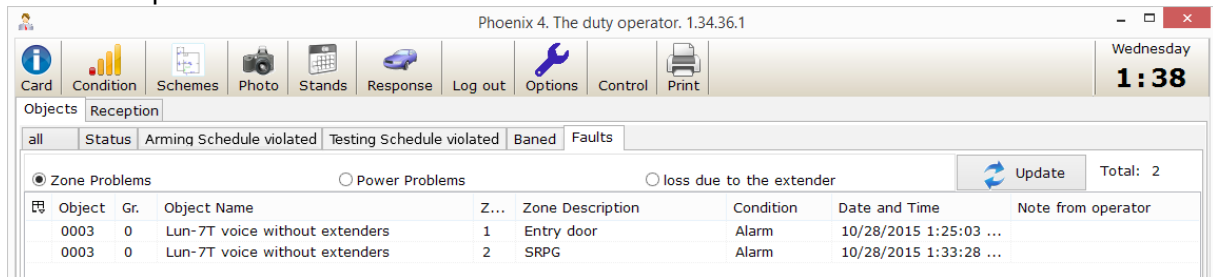 Phoenix 4. The duty operator. 1.34.36.1
Card Condition Schemes Photo Stands Response Log out Options Control Print Wednesday
1:38
Objects Reception
all Status Arming Schedule violated Testing Schedule violated Baned Faults
Zone Problems Power Problems loss due to the extender Update Total: 2
Object Gr. Object Name Z... Zone Description Condition Date and Time Note from operator
0003 0 Lun-7T voice without extenders 1 Entry door Alarm 10/28/2015 1:25:03 ...
0003 0 Lun-7T voice without extenders 2 SRPG Alarm 10/28/2015 1:33:28 ...